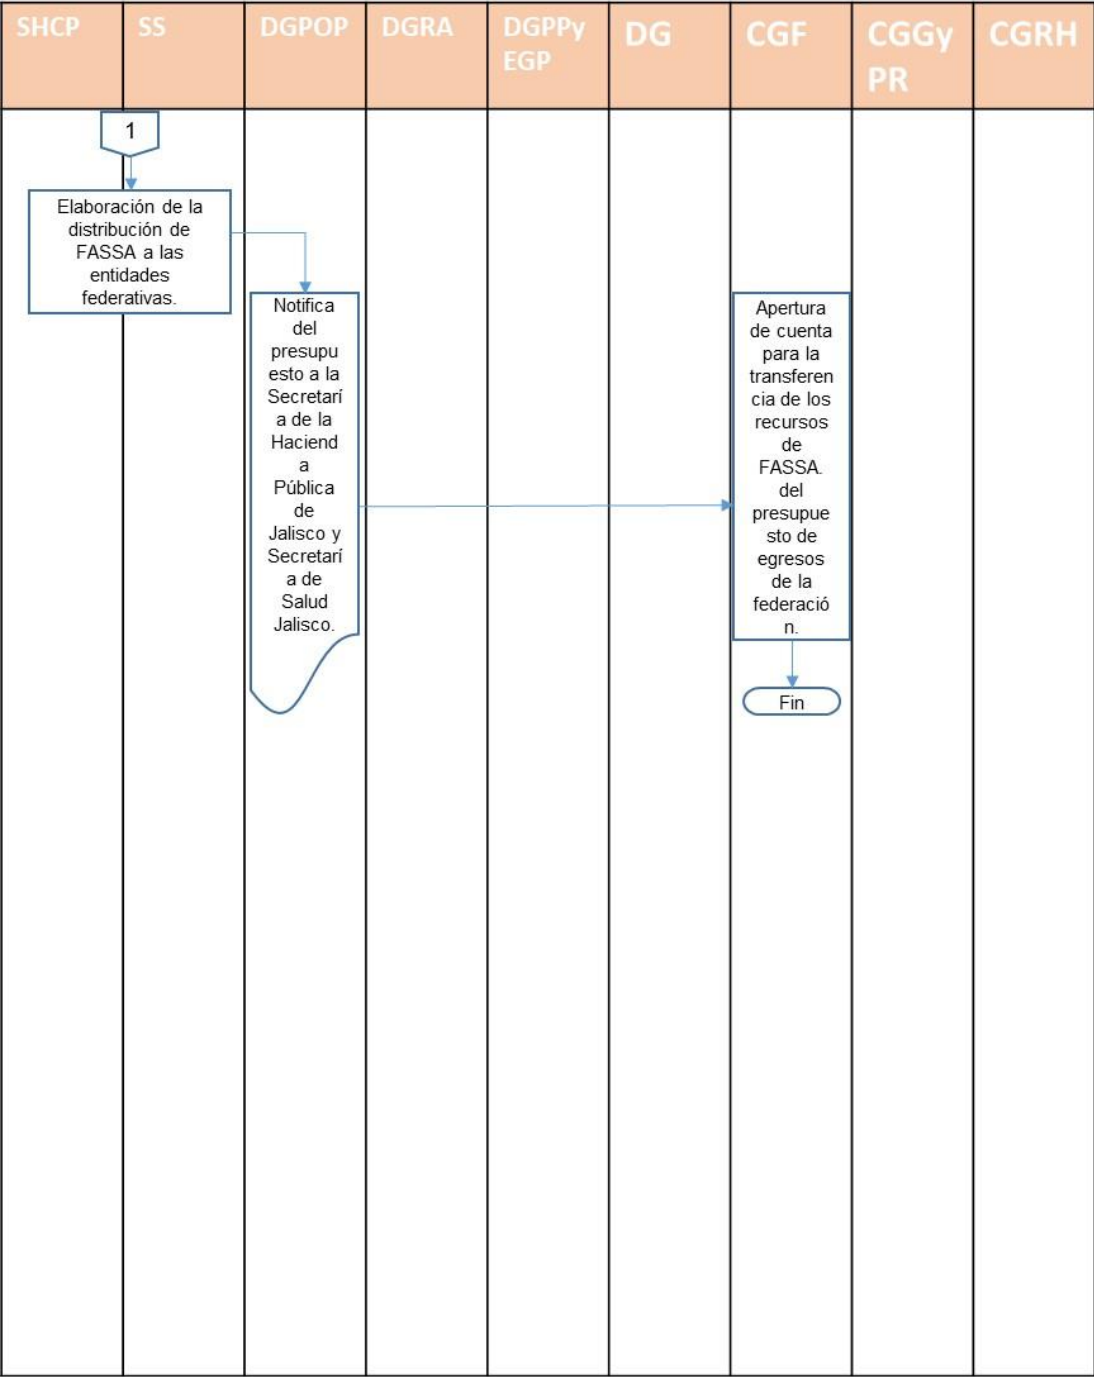 SHCP
SS
DGPOP
DGRA
DGPPy
EGP
DG
CGF
CGGy
PR
CGRH
1
Elaboración de la
distribución de
FASSA a las
entidades
federativas.
Notifica
del
presupu
esto a la
Secretarí
a de la
Haciend
a
Pública
de
Jalisco y
Secretarí
a de
Salud
Jalisco.
Apertura
de cuenta
para la
transferen
cia de los
recursos
de
FASSA.
del
presupue
sto de
egresos
de la
federació
n.
Fin